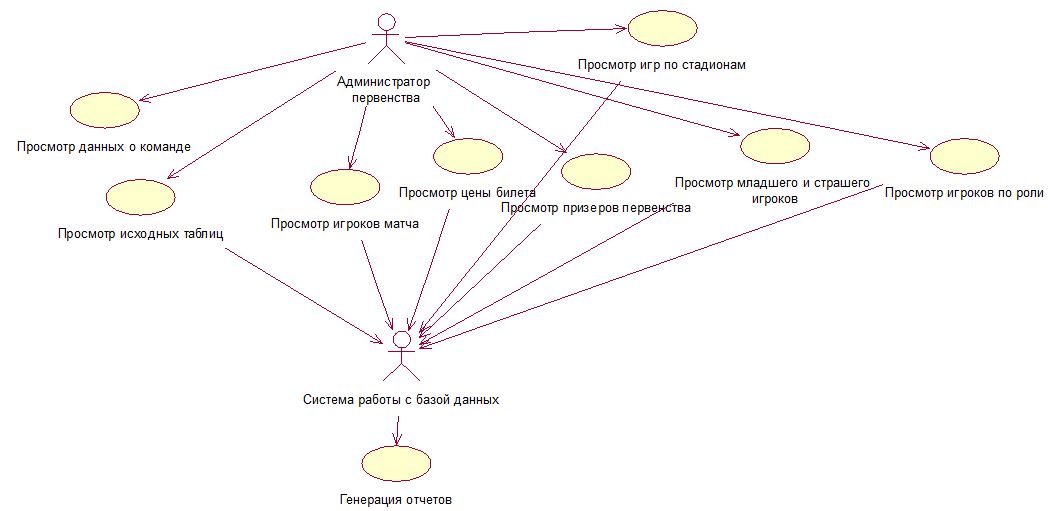 Просмотр игр по стадионам
Администратор
первенства
Просмотр данных о команде
Просмотр цены билета
Просмотр младшего и страшего
игроков
Просмотр игроков по роли
Просмотр призеров первенства
Просмотр игроков матча
Просмотр исходных таблиц
Система работы с базой данных
Генерация отчетов